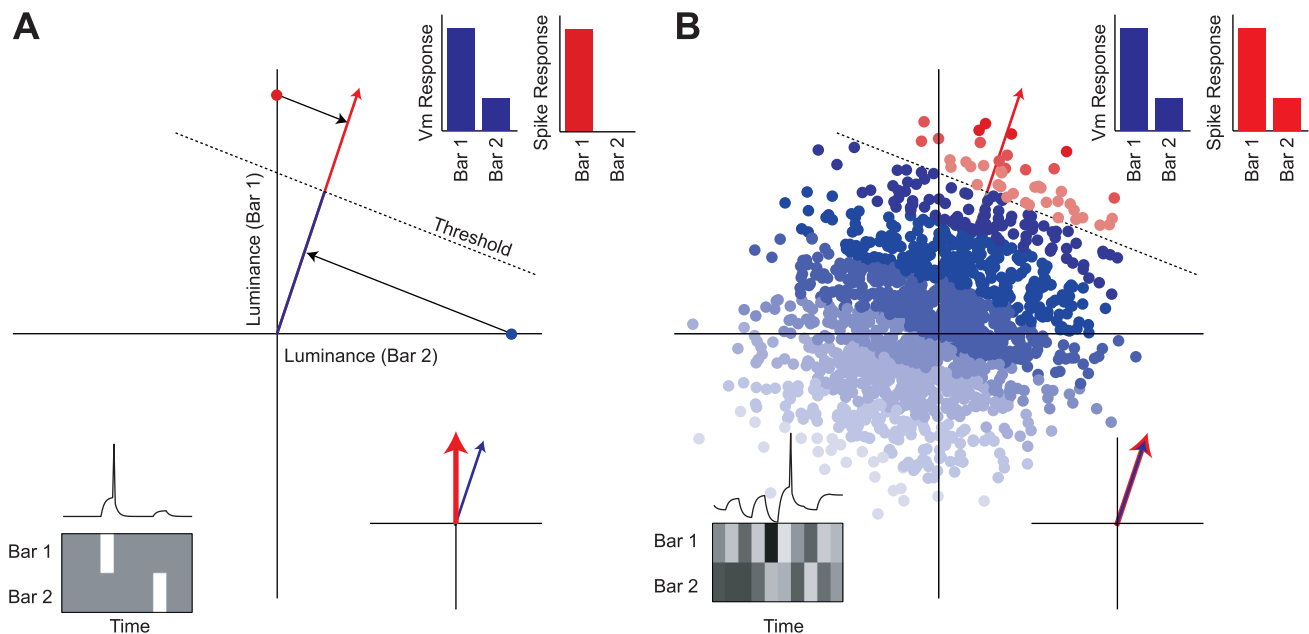 A
Vm Response
Bar 1
Bar 2
Spike Response
Bar 1
Bar 2
Luminance (Bar 1)
Threshold
Luminance (Bar 2)
Bar 1
Bar 2
Time
B
Vm Response
Bar 1
Bar 2
Spike Response
Bar 1
Bar 2
Bar 1
Bar 2
Time